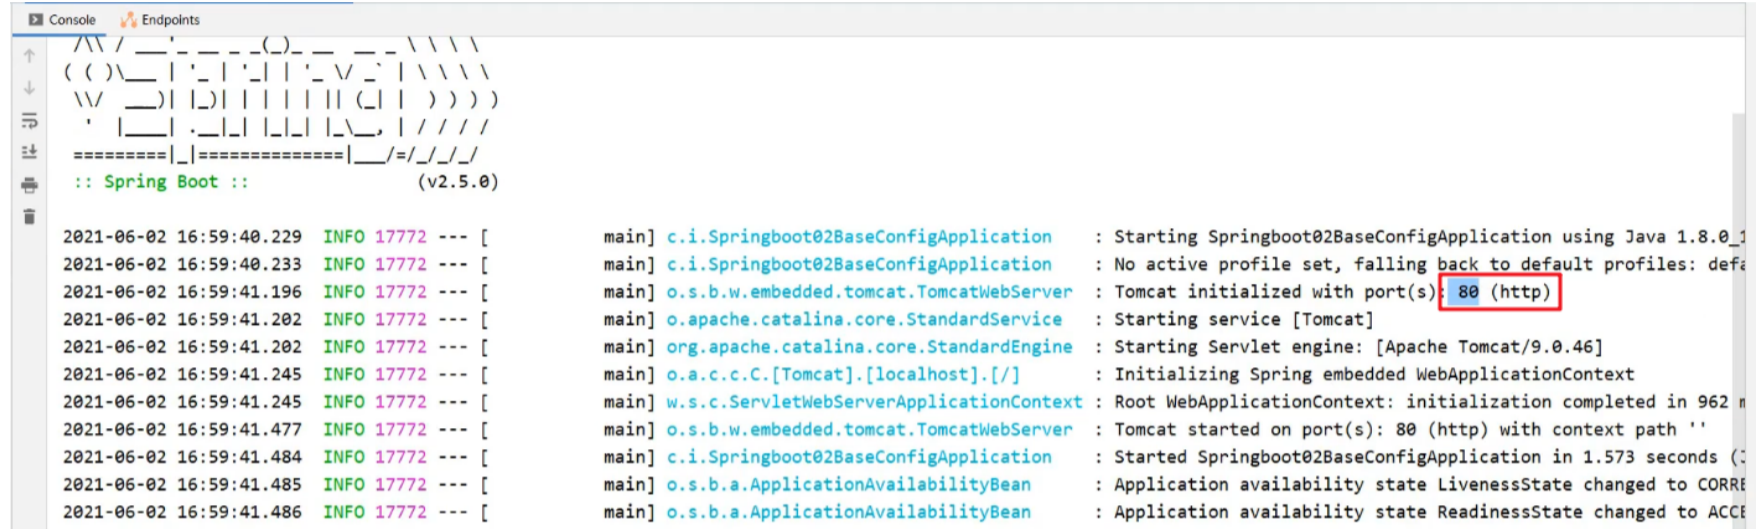 Console Endpoints
:: Spring Boot :: (v2.5.0)
2021-06-02 16:59:40.229 INFO 17772 --- [ main] c.i.Springboot02BaseConfigApplication : Starting Springboot02BaseConfigApplication using Java 1.8.0_1
2021-06-02 16:59:40.233 INFO 17772 --- [ main] c.i.Springboot02BaseConfigApplication : No active profile set, falling back to default profiles: defa
2021-06-02 16:59:41.196 INFO 17772 --- [ main] o.s.b.w.embedded.tomcat.TomcatWebServer : Tomcat initialized with port(s): 80 (http)
2021-06-02 16:59:41.202 INFO 17772 --- [ main] o.apache.catalina.core.StandardService : Starting service [Tomcat]
2021-06-02 16:59:41.202 INFO 17772 --- [ main] org.apache.catalina.core.StandardEngine : Starting Servlet engine: [Apache Tomcat/9.0.46]
2021-06-02 16:59:41.245 INFO 17772 --- [ main] o.a.c.c.C.[Tomcat].[localhost].[/] : Initializing Spring embedded WebApplicationContext
2021-06-02 16:59:41.245 INFO 17772 --- [ main] w.s.c.ServletWebServerApplicationContext : Root WebApplicationContext: initialization completed in 962 m
2021-06-02 16:59:41.477 INFO 17772 --- [ main] o.s.b.w.embedded.tomcat.TomcatWebServer : Tomcat started on port(s): 80 (http) with context path ''
2021-06-02 16:59:41.484 INFO 17772 --- [ main] c.i.Springboot02BaseConfigApplication : Started Springboot02BaseConfigApplication in 1.573 seconds (J
2021-06-02 16:59:41.485 INFO 17772 --- [ main] o.s.b.a.ApplicationAvailabilityBean : Application availability state LivenessState changed to CORRE
2021-06-02 16:59:41.486 INFO 17772 --- [ main] o.s.b.a.ApplicationAvailabilityBean : Application availability state ReadinessState changed to ACCE